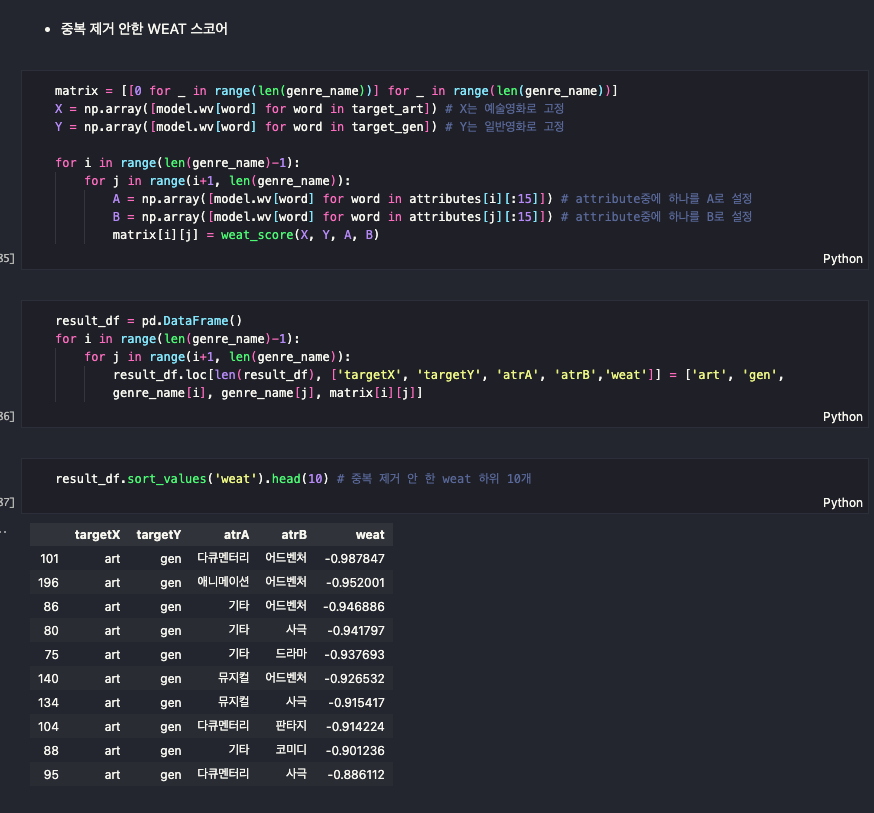 • 중복 제거 안한 WEAT 스코어
matrix = [[0 for _ in range(len(genre_name))] for _ in range(len(genre_name))]
X = np.array([model.wv[word] for word in target_art]) # X는 예술영화로 고정
Y = np.array([model.wv[word] for word in target_gen]) # Y는 일반영화로 고정
for i in range(len(genre_name)-1):
for j in range(i+1, len(genre_name)):
A = np.array([model.wv[word] for word in attributes[i][:15]]) # attribute중에 하나를 A로 설정
B = np.array([model.wv[word] for word in attributes[j][:15]]) # attribute중에 하나를 B로 설정
matrix[i][j] = weat_score(X, Y, A, B)
35]
Python
result_df = pd.DataFrame()
for i in range(len(genre_name)-1):
for j in range(i+1, len(genre_name)):
result_df.loc[len(result_df), ['targetX', 'targetY', 'atrA', 'atrB','weat']] = ['art', 'gen',
genre_name[i], genre_name[j], matrix[i][j]]
36]
Python
result_df.sort_values('weat').head(10) # 중복 제거 안 한 weat 하위 10개
37]
Python
..
targetX targetY atrA atrB weat
101 art gen 다큐멘터리 어드벤처 -0.987847
196 art gen 애니메이션 어드벤처 -0.952001
86 art gen 기타 어드벤처 -0.946886
80 art gen 기타 사극 -0.941797
75 art gen 기타 드라마 -0.937693
140 art gen 뮤지컬 어드벤처 -0.926532
134 art gen 뮤지컬 사극 -0.915417
104 art gen 다큐멘터리 판타지 -0.914224
88 art gen 기타 코미디 -0.901236
95 art gen 다큐멘터리 사극 -0.886112